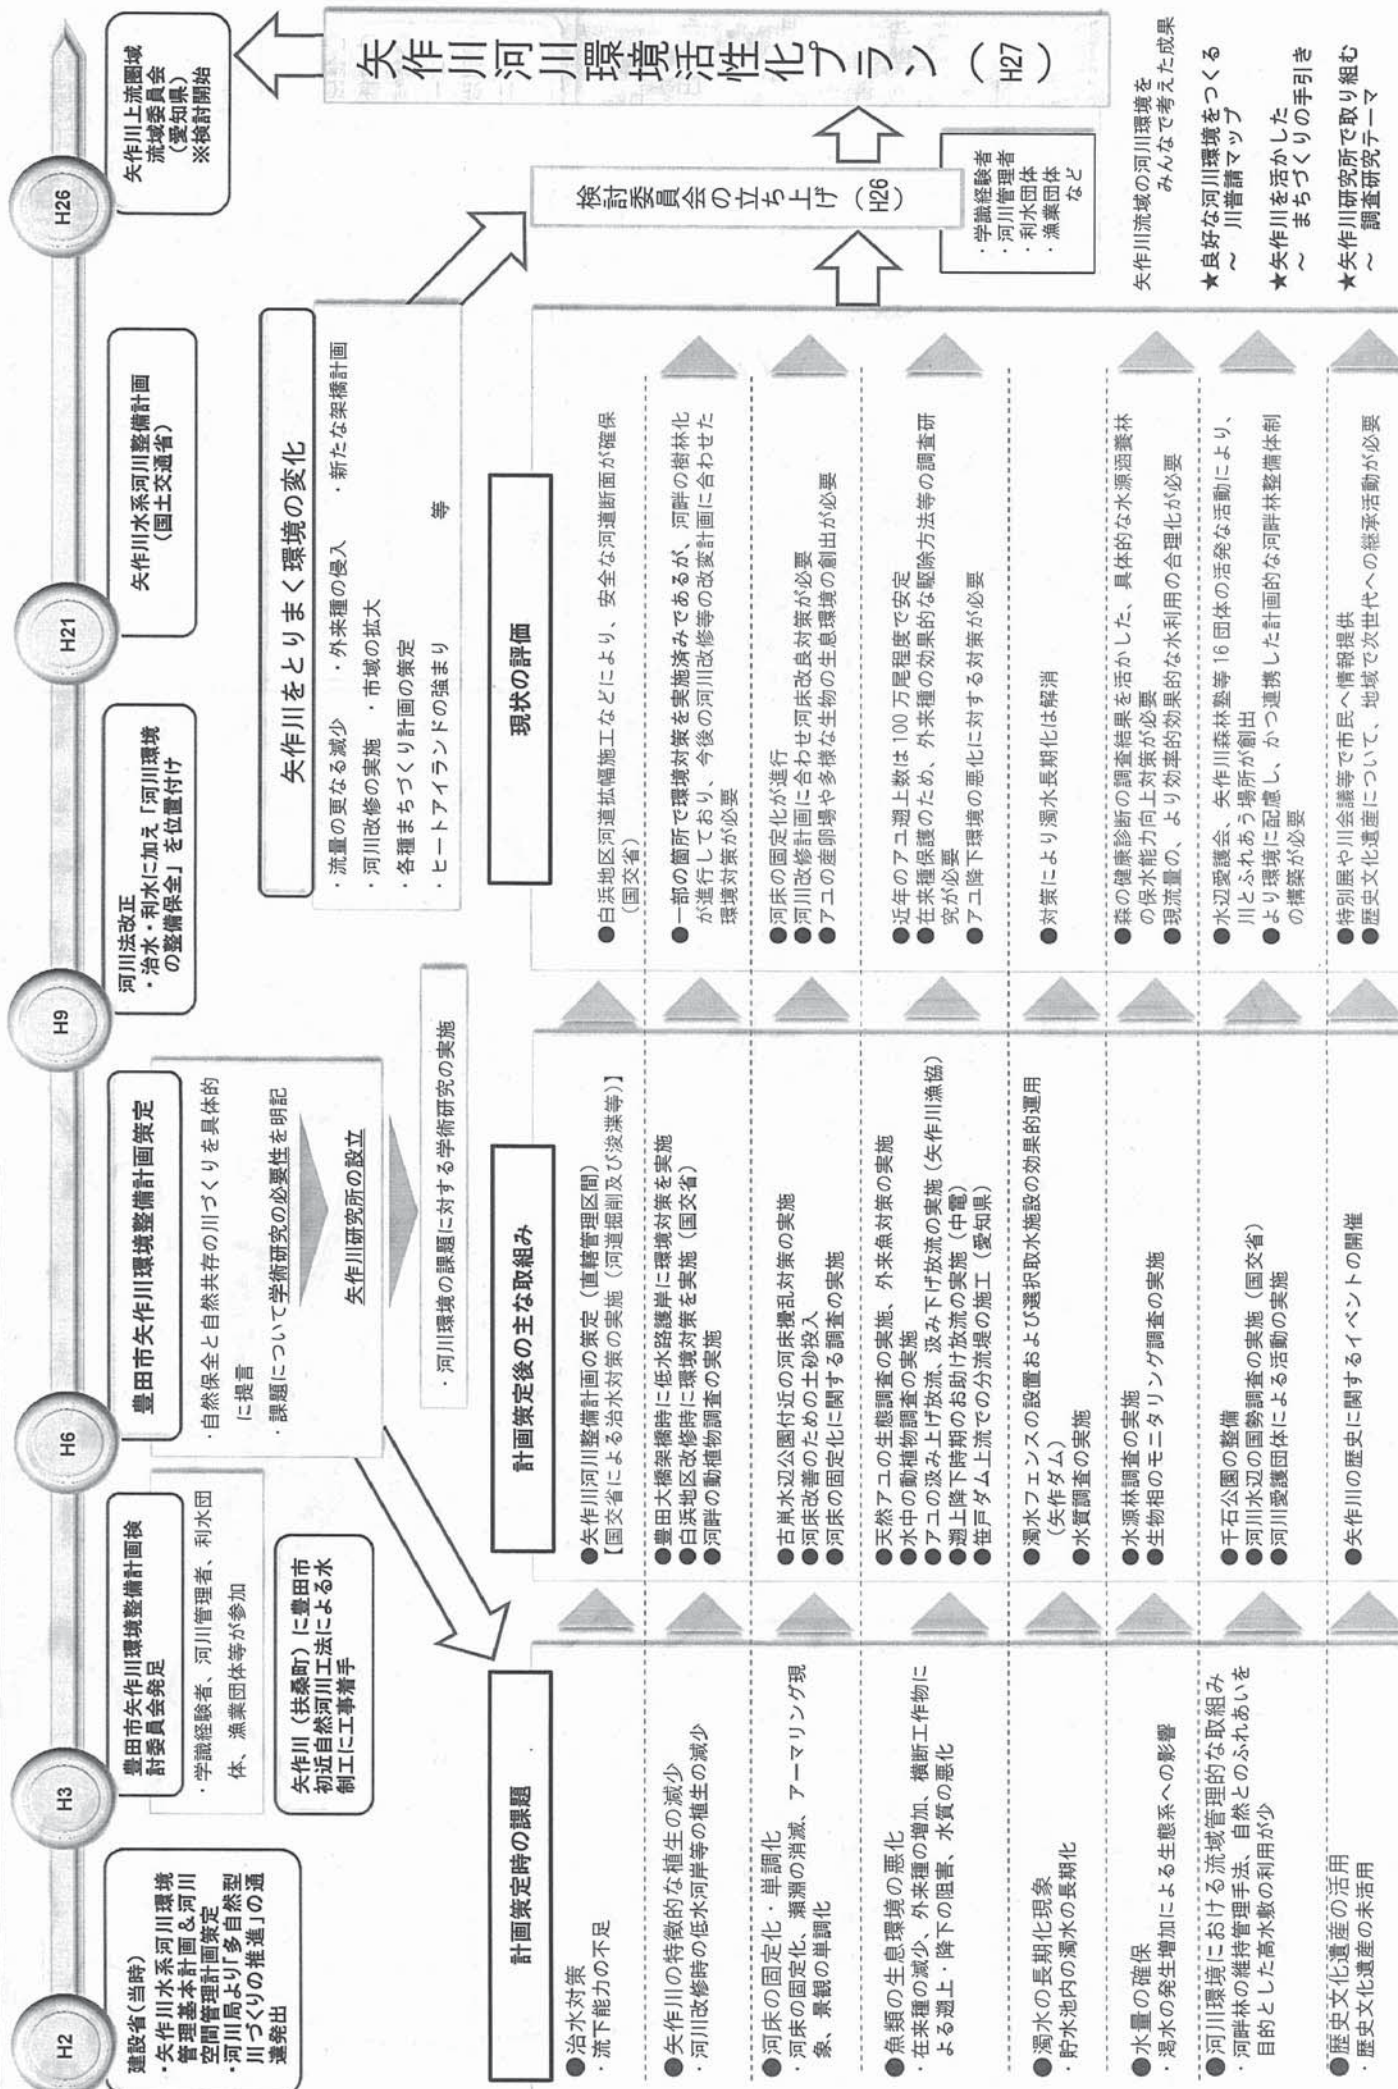 H2
建設省(当時)
・矢作川水系河川環境
管理基本計画＆河川
空間管理計画策定
・河川局より「多自然型
川づくりの推進」の通
達発出
H3
豊田市矢作川環境整備計画検
討委員会発足
・学識経験者、河川管理者、利水団
体、漁業団体等が参加
矢作川（扶桑町）に豊田市
初近自然河川工法による水
制工に工事着手
H6
豊田市矢作川環境整備計画策定
・自然保全と自然共存の川づくりを具体的
に提言
・課題について学術研究の必要性を明記
矢作川研究所の設立
・河川環境の課題に対する学術研究の実施
H9
河川法改正
・治水・利水に加え「河川環境
の整備保全」を位置付け
H21
矢作川水系河川整備計画
（国土交通省）
H26
矢作川上流圏域
流域委員会
（愛知県）
※検討開始
矢作川をとりまく環境の変化
・流量の更なる減少　・外来種の侵入　・新たな架橋計画
・河川改修の実施　・市域の拡大
・各種まちづくり計画の策定
・ヒートアイランドの強まり　等
計画策定時の課題
●治水対策
・流下能力の不足
●矢作川の特徴的な植生の減少
・河川改修時の低水河岸等の植生の減少
●河床の固定化・単調化
・河床の固定化、瀬淵の消滅、アーマリング現
象、景観の単調化
●魚類の生息環境の悪化
・在来種の減少、外来種の増加、横断工作物に
よる遡上・降下の阻害、水質の悪化
●濁水の長期化現象
・貯水池内の濁水の長期化
●水量の確保
・渇水の発生増加による生態系への影響
●河川環境における流域管理的な取組み
・河畔林の維持管理手法、自然とのふれあいを
目的とした高水敷の利用が少
●歴史文化遺産の活用
・歴史文化遺産の未活用
計画策定後の主な取組み
●矢作川河川整備計画の策定（直轄管理区間）
【国交省による治水対策の実施（河道掘削及び浚渫等）】
●豊田大橋架橋時に低水路護岸に環境対策を実施
●白浜地区改修時に環境対策を実施（国交省）
●河畔の動植物調査の実施
●古鼡水辺公園付近の河床攪乱対策の実施
●河床改善のための土砂投入
●河床の固定化に関する調査の実施
●天然アユの生態調査の実施、外来魚対策の実施
●水中の動植物調査の実施
●アユの汲み上げ放流、汲み下げ放流の実施（矢作川漁協）
●遡上降下時期のお助け放流の実施（中電）
●笹戸ダム上流での分流堤の施工（愛知県）
●濁水フェンスの設置および選択取水施設の効果的運用
（矢作ダム）
●水質調査の実施
●水源林調査の実施
●生物相のモニタリング調査の実施
●千石公園の整備
●河川水辺の国勢調査の実施（国交省）
●河川愛護団体による活動の実施
●矢作川の歴史に関するイベントの開催
現状の評価
●白浜地区河道拡幅施工などにより、安全な河道断面が確保
（国交省）
●一部の箇所で環境対策を実施済みであるが、河畔の樹林化
が進行しており、今後の河川改修等の改変計画に合わせた
環境対策が必要
●河床の固定化が進行
●河川改修計画に合わせ河床改良対策が必要
●アユの産卵場や多様な生物の生息環境の創出が必要
●近年のアユ遡上数は 100 万尾程度で安定
●在来種保護のため、外来種の効果的な駆除方法等の調査研
究が必要
●アユ降下環境の悪化に対する対策が必要
●対策により濁水長期化は解消
●森の健康診断の調査結果を活かした、具体的な水源涵養林
の保水能力向上対策が必要
●現流量の、より効率的効果的な水利用の合理化が必要
●水辺愛護会、矢作川森林塾等 16 団体の活発な活動により、
川とふれあう場所が創出
●より環境に配慮し、かつ連携した計画的な河畔林整備体制
の構築が必要
●特別展や川会議等で市民へ情報提供
●歴史文化遺産について、地域で次世代への継承活動が必要
検討委員会の立ち上げ（H26）
・学識経験者
・河川管理者
・利水団体
・漁業団体
など
矢作川河川環境活性化プラン（H27）
矢作川流域の河川環境を
みんなで考えた成果
★良好な河川環境をつくる
～ 川普請マップ
★矢作川を活かした
～ まちづくりの手引き
★矢作川研究所で取り組む
～ 調査研究テーマ